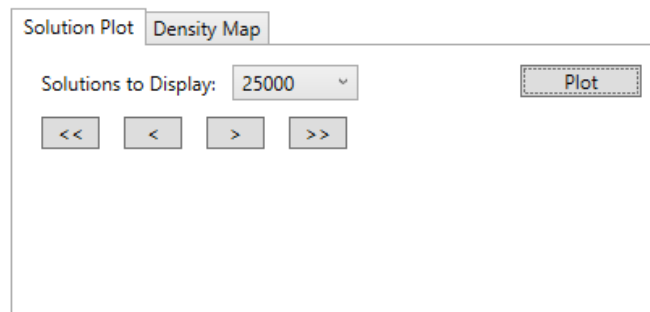 Solution Plot Density Map
Solutions to Display: 25000 Plot
<< < > >>